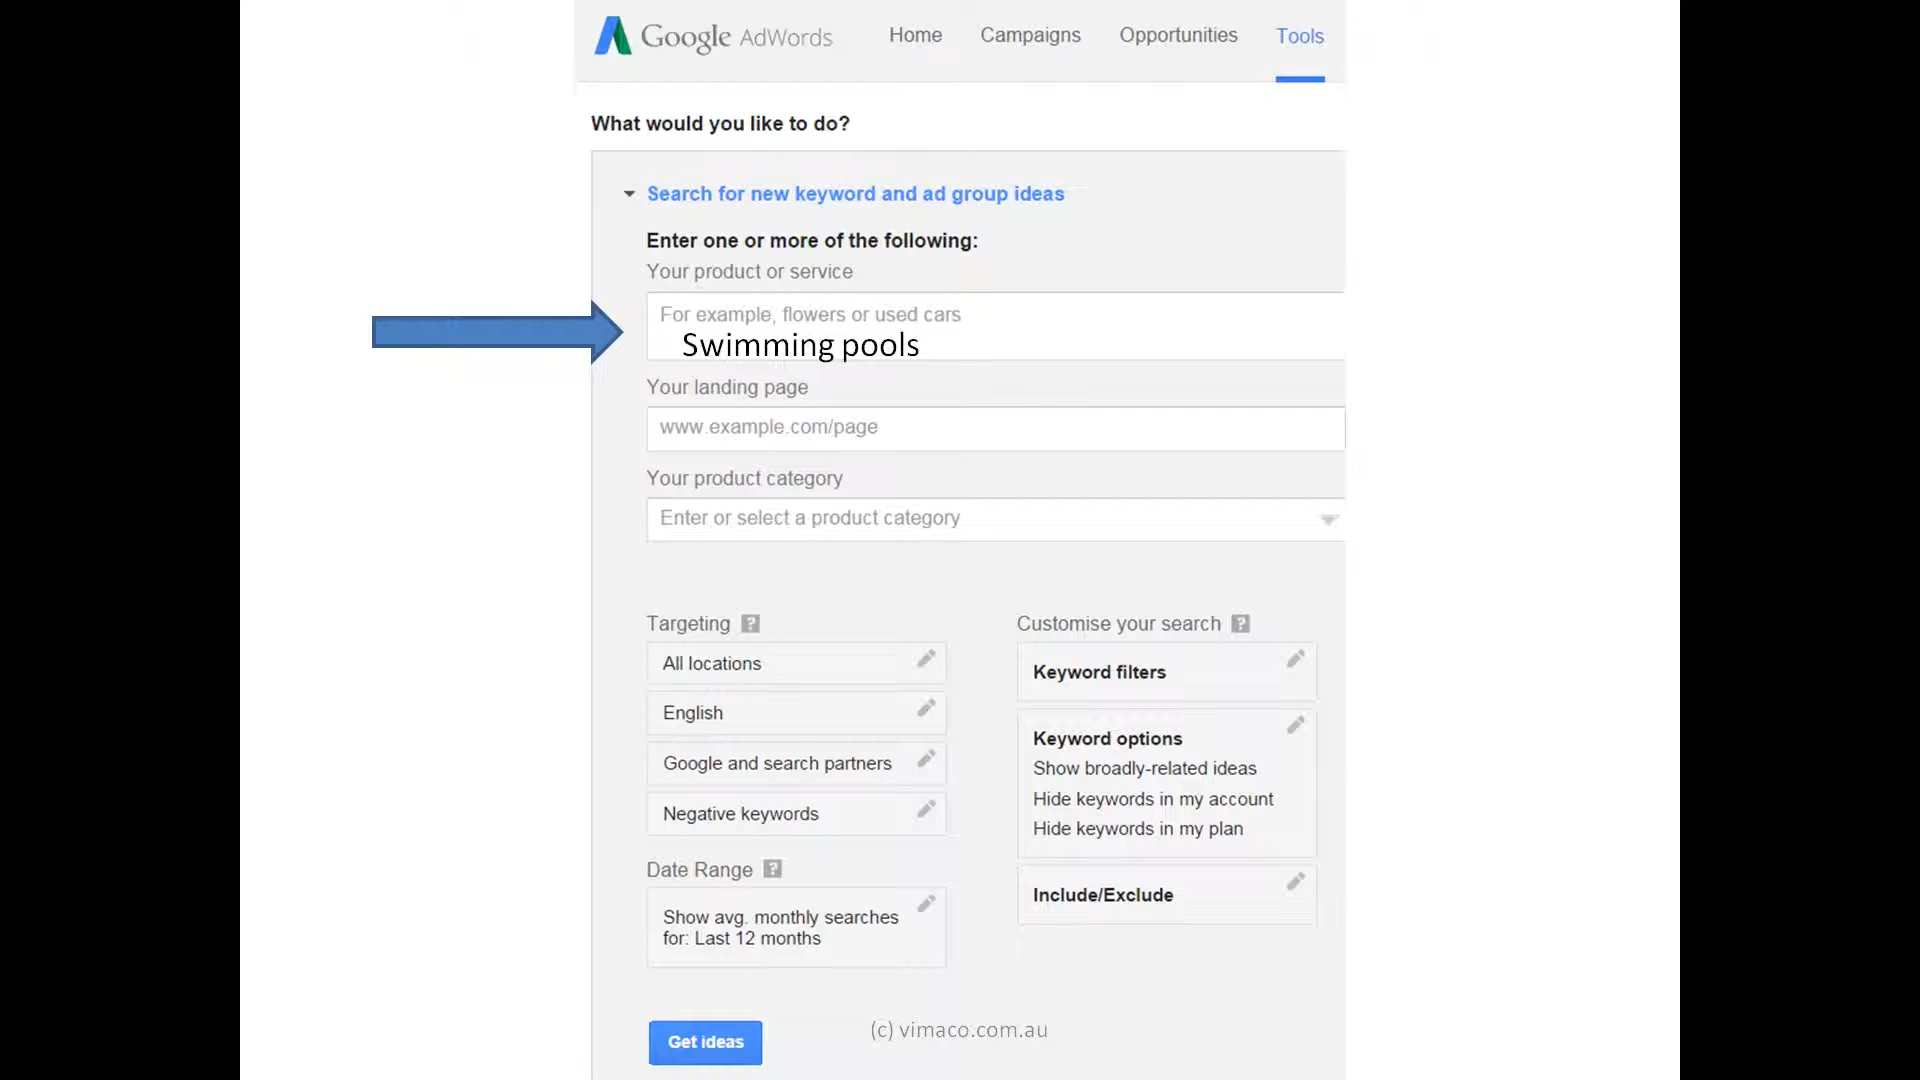 Google AdWords Home Campaigns Opportunities Tools
What would you like to do?
Search for new keyword and ad group ideas
Enter one or more of the following:
Your product or service
For example, flowers or used cars
Swimming pools
Your landing page
www.example.com/page
Your product category
Enter or select a product category
Targeting ?
All locations
English
Google and search partners
Negative keywords
Date Range ?
Show avg. monthly searches
for: Last 12 months
Customise your search ?
Keyword filters
Keyword options
Show broadly-related ideas
Hide keywords in my account
Hide keywords in my plan
Include/Exclude
Get ideas
(c) vimaco.com.au